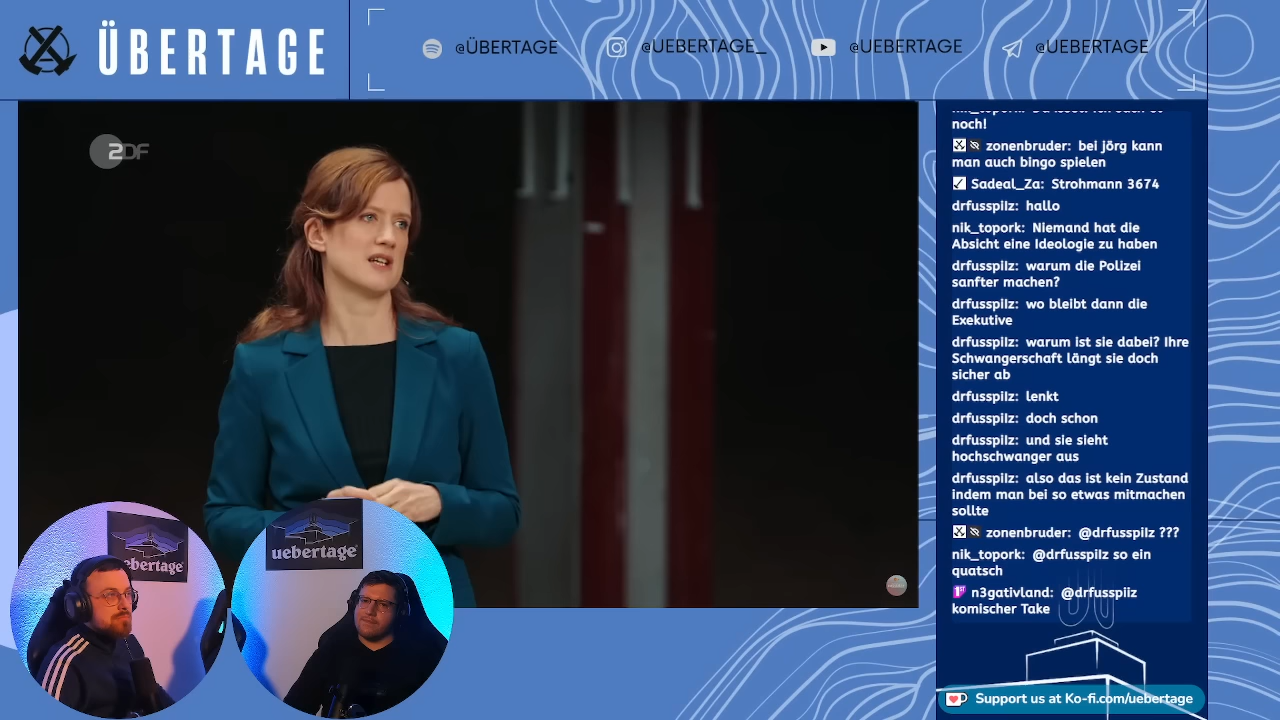 ÜBERTAGE
@ÜBERTAGE
@UEBERTAGE_
@UEBERTAGE
@UEBERTAGE
ZDF
noch!
zonenbruder: bei jörg kann
man auch bingo spielen
Sadeal_Za: Strohmann 3674
drfusspilz: hallo
nik_topork: Niemand hat die
Absicht eine Ideologie zu haben
drfusspilz: warum die Polizei
sanfter machen?
drfusspilz: wo bleibt dann die
Exekutive
drfusspilz: warum ist sie dabei? Ihre
Schwangerschaft längt sie doch
sicher ab
drfusspilz: lenkt
drfusspilz: doch schon
drfusspilz: und sie sieht
hochschwanger aus
drfusspilz: also das ist kein Zustand
indem man bei so etwas mitmachen
sollte
zonenbruder: @drfusspilz ???
nik_topork: @drfusspilz so ein
quatsch
1ST n3gativland: @drfusspilz
komischer Take
uebertage
uebertage
Support us at Ko-fi.com/uebertage